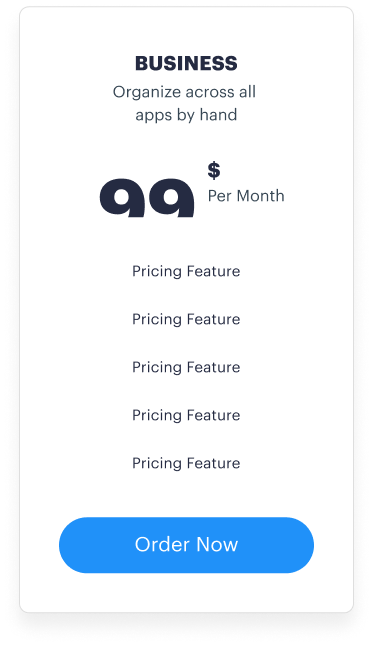 BUSINESS
Organize across all
apps by hand
99
$
Per Month
Pricing Feature
Pricing Feature
Pricing Feature
Pricing Feature
Pricing Feature
Order Now